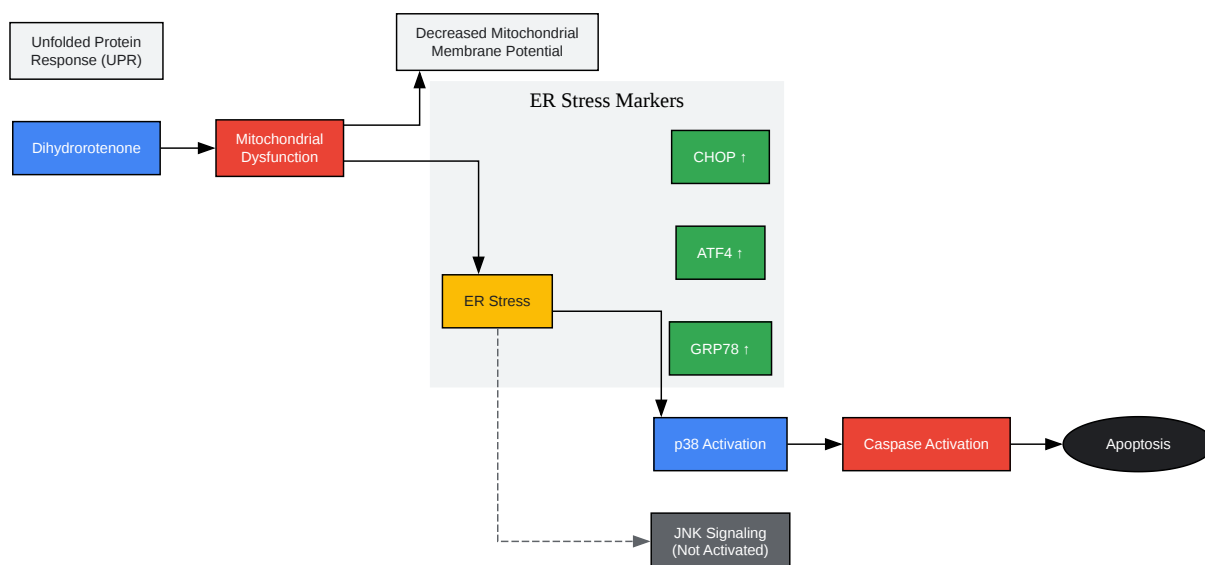 Unfolded Protein
Response (UPR)
Decreased Mitochondrial
Membrane Potential
ER Stress Markers
Dihydrorotenone
Mitochondrial
Dysfunction
CHOP ↑
ATF4 ↑
ER Stress
GRP78 ↑
p38 Activation
Caspase Activation
Apoptosis
JNK Signaling
(Not Activated)